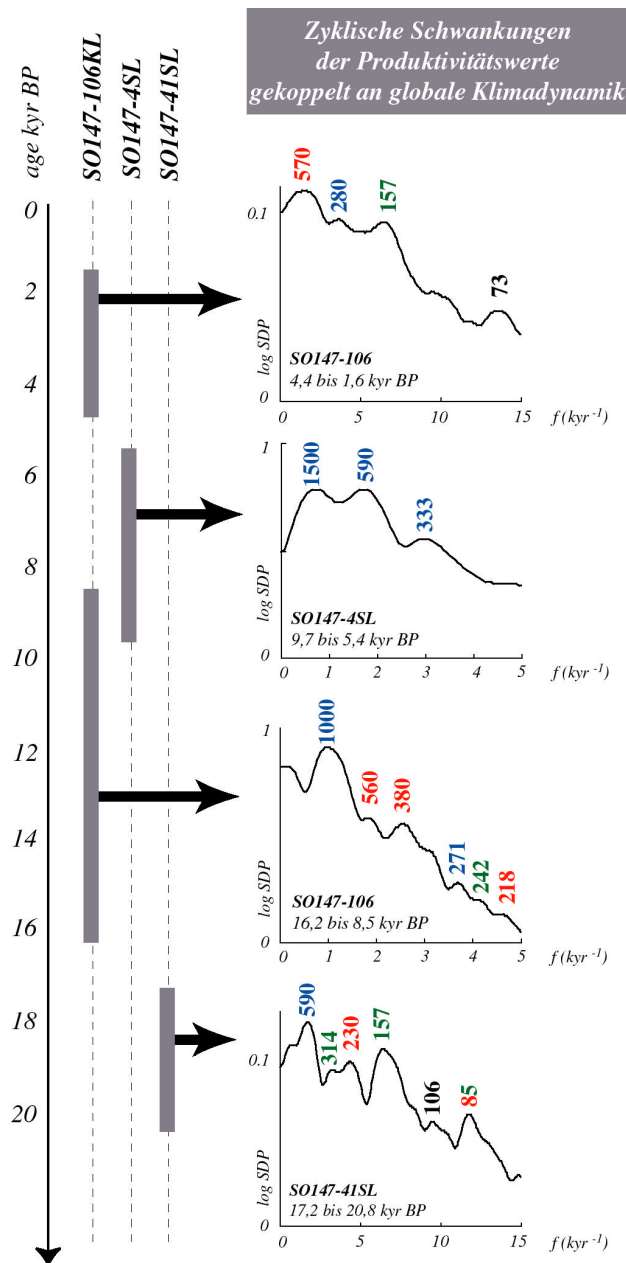 Zyklische Schwankungen
der Produktivitätswerte
gekoppelt an globale Klimadynamik
age kyr BP
SO147-106KL
SO147-4SL
SO147-41SL
0
2
4
6
8
10
12
14
16
18
20
570
280
157
73
0.1
log SDP
SO147-106
4,4 bis 1,6 kyr BP
0
0 5 10 15 f (kyr -1)
1500
590
333
1
log SDP
SO147-4SL
9,7 bis 5,4 kyr BP
0
0 1 2 3 4 5 f (kyr -1)
1000
560
380
271
242
218
1
log SDP
SO147-106
16,2 bis 8,5 kyr BP
0
0 1 2 3 4 5 f (kyr -1)
590
314
230
157
106
85
0.1
log SDP
SO147-41SL
17,2 bis 20,8 kyr BP
0
0 5 10 15 f (kyr -1)